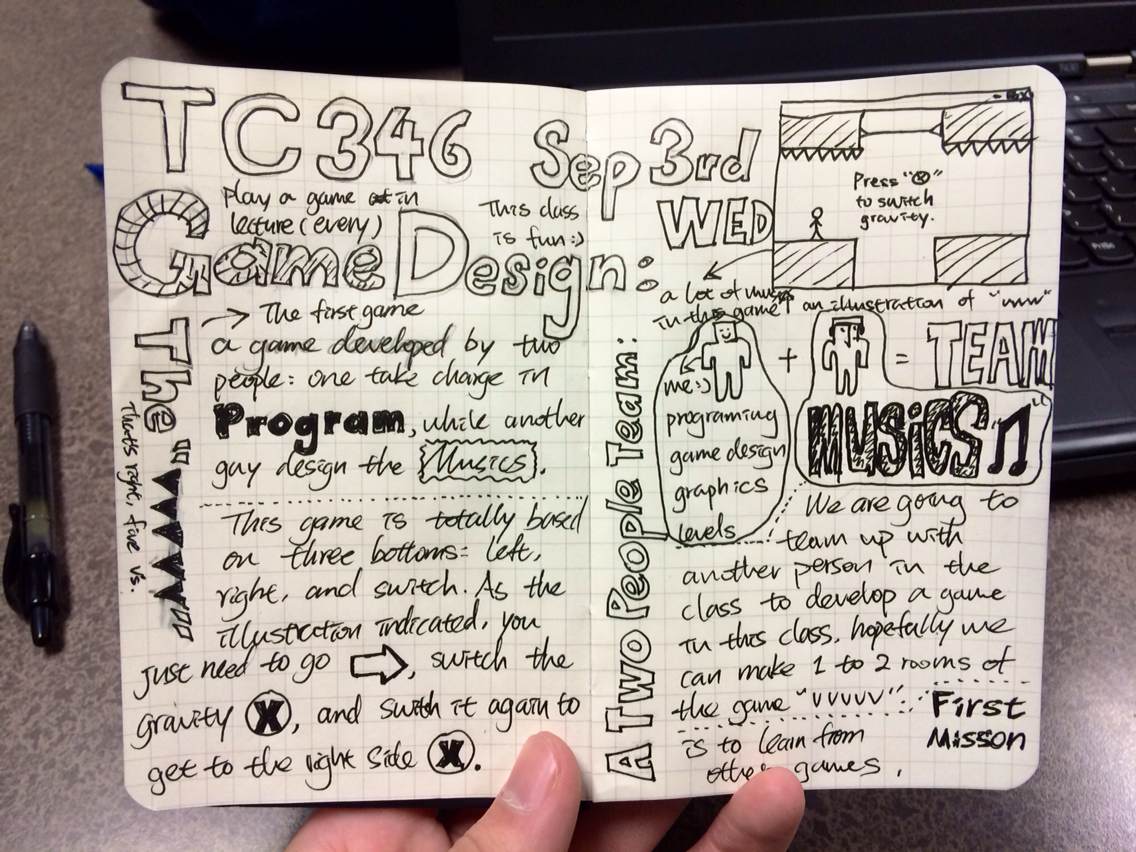 TC346 Sep 3rd
WED
Play a game in
lecture (every)
This class
is fun :)
Game Design:
The "VVVVVV"
That's right, five v's.
The first game
a game developed by two
people: one take charge in
Program, while another
guy design the Musics.
This game is totally based
on three bottoms: left,
right, and switch. As the
illustration indicated, you
just need to go ⇨, switch the
gravity X, and swith it again to
get to the right side X.
Press "X"
to switch
gravity.
a lot of musics
in this game!
an illustration of "vvvvv"
A Two People Team:
me :)
programing
game design
graphics
levels
+
= TEAM
MUSiCS ♫"
We are going to
team up with
another person in the
class to develop a game
in this class, hopefully we
can make 1 to 2 rooms of
the game "VVVVV".
First
Misson
is to learn from
other games.